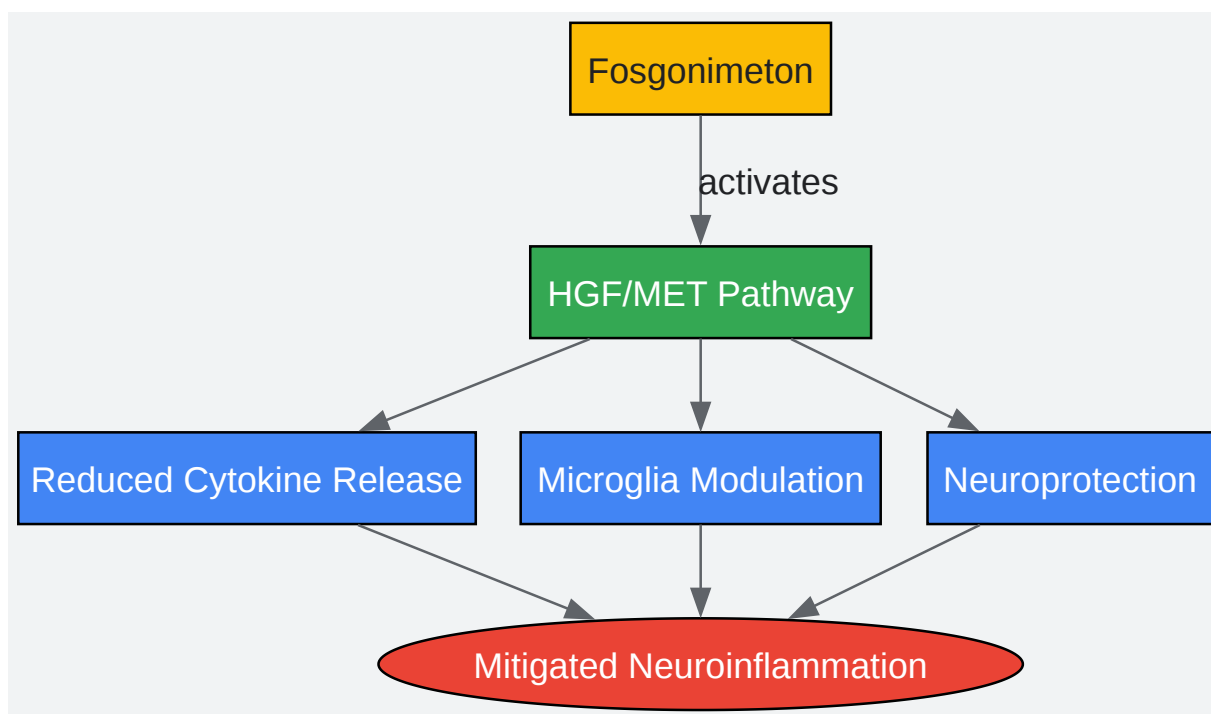 Fosgonimeton
activates
HGF/MET Pathway
Reduced Cytokine Release
Microglia Modulation
Neuroprotection
Mitigated Neuroinflammation